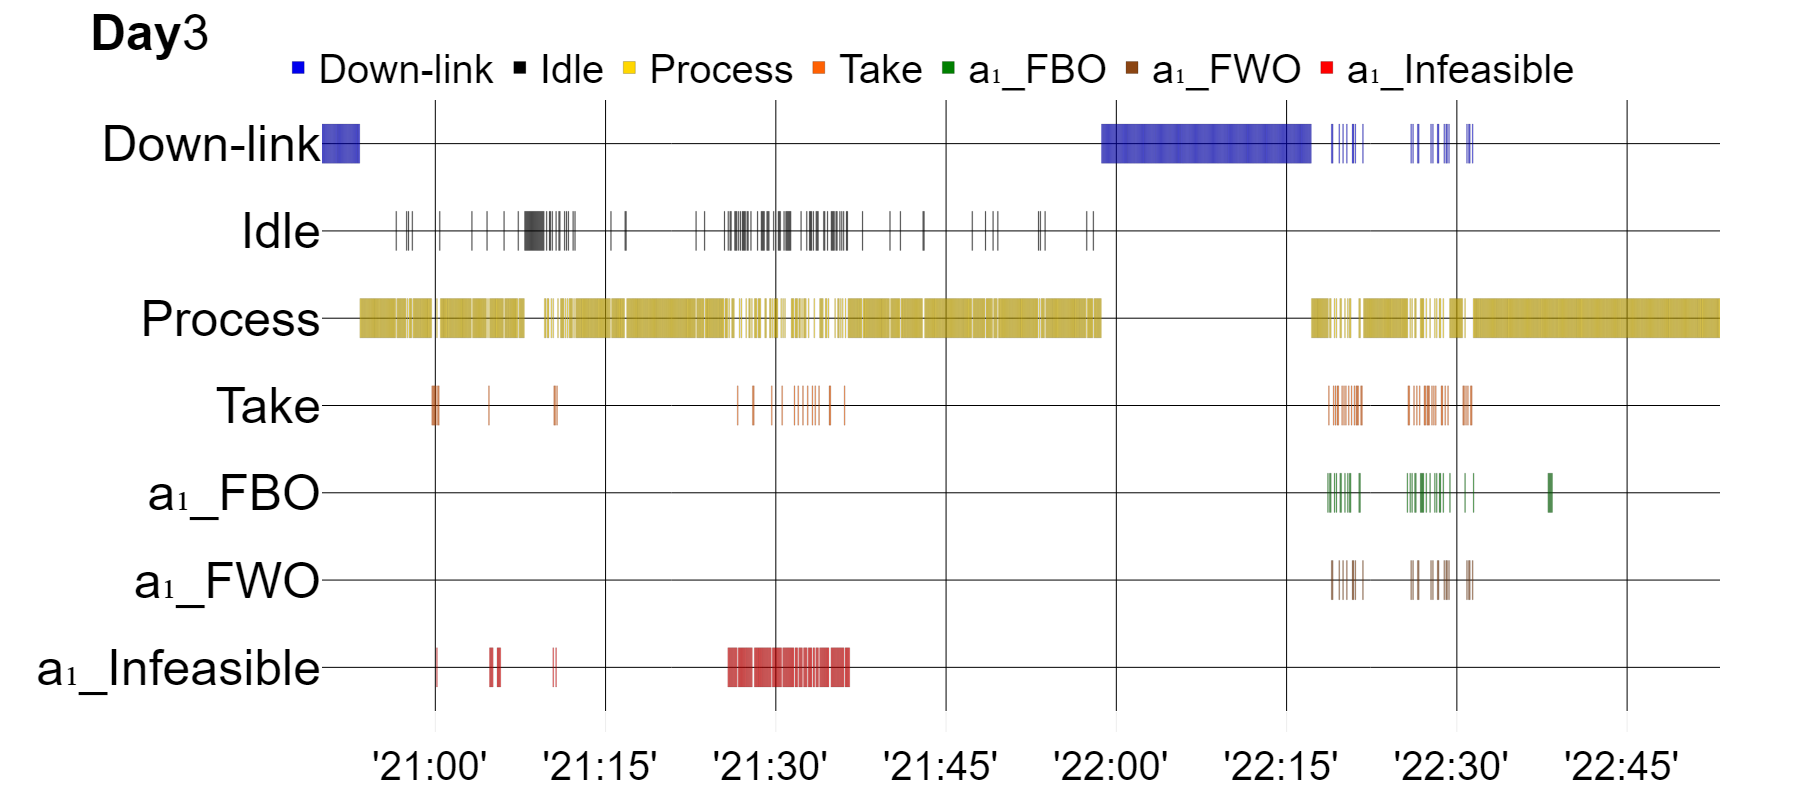 Day3
Down-link Idle Process Take a₁_FBO a₁_FWO a₁_Infeasible
Down-link
Idle
Process
Take
a₁_FBO
a₁_FWO
a₁_Infeasible
'21:00' '21:15' '21:30' '21:45' '22:00' '22:15' '22:30' '22:45'